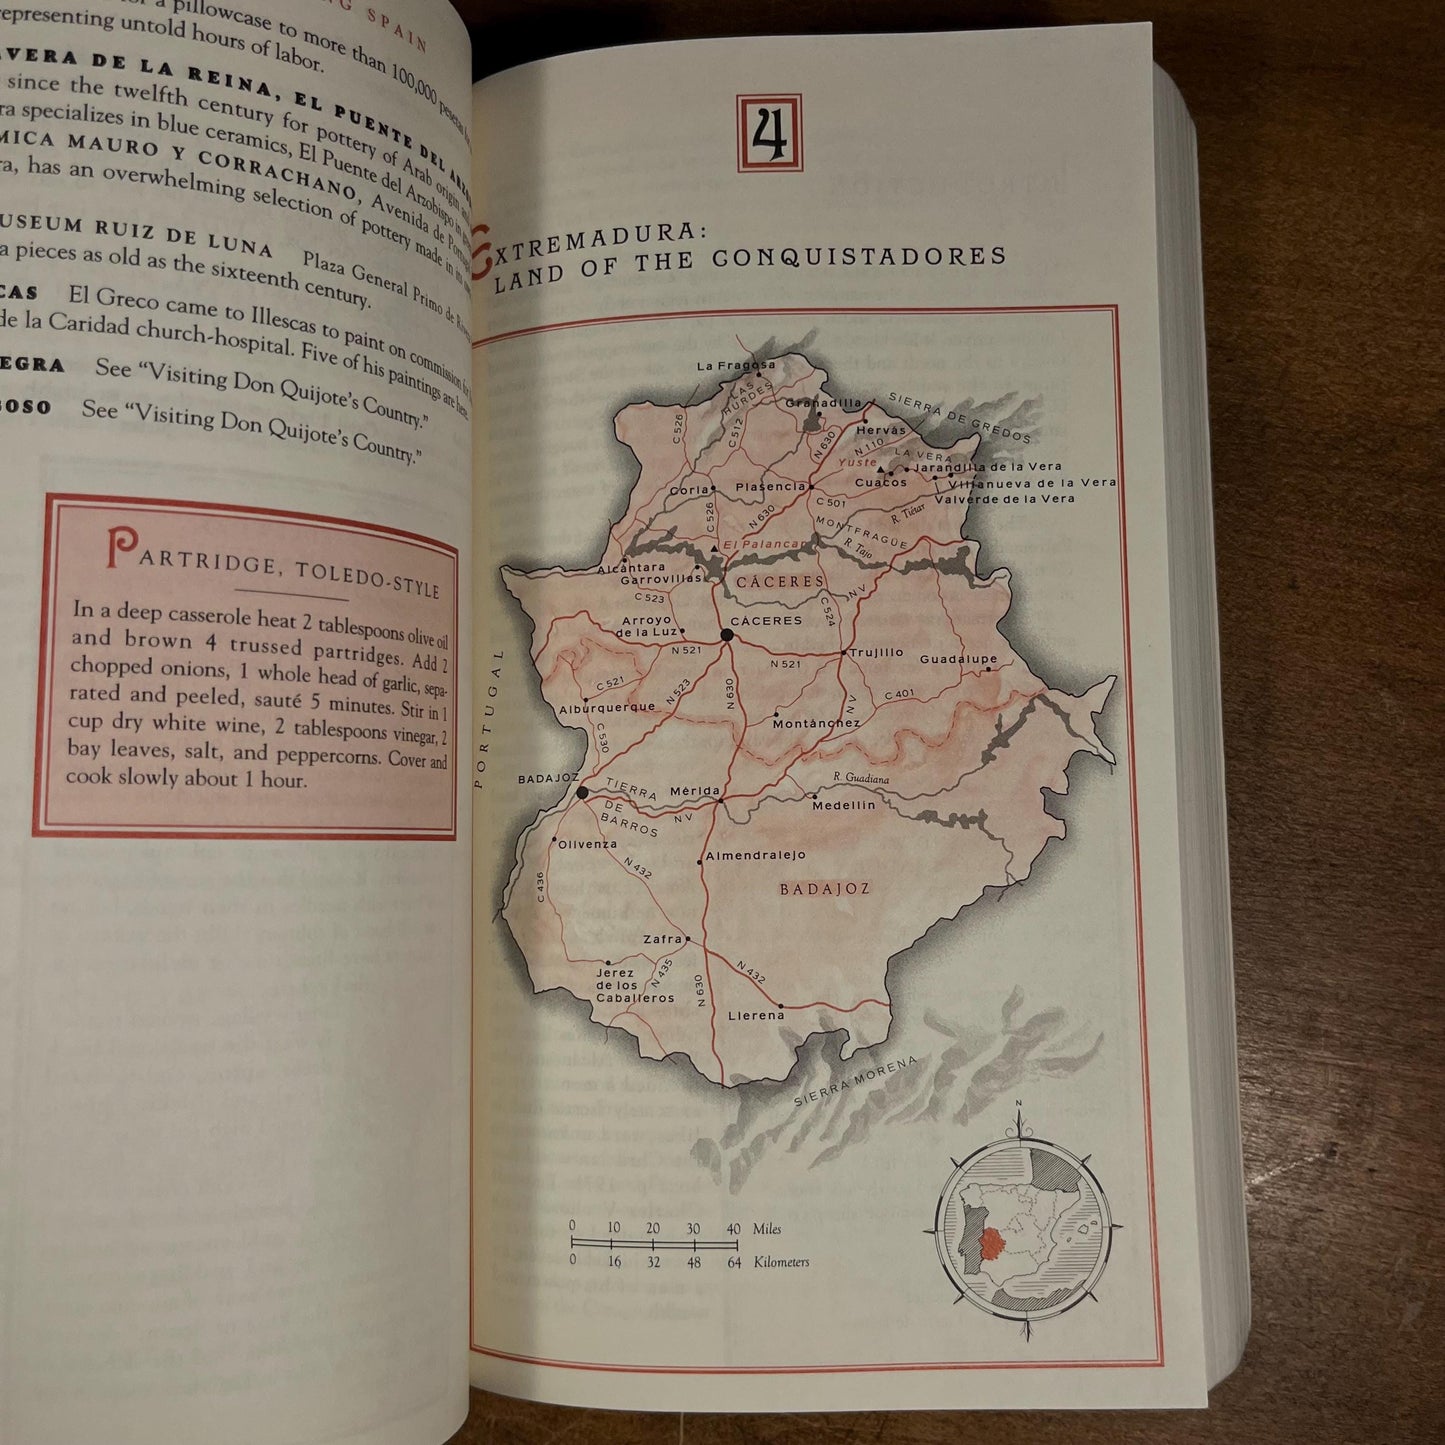 NG SPAIN
a pillowcase to more than 100,000 pesetas
representing untold hours of labor.
AVERA DE LA REINA, EL PUENTE DEL
since the twelfth century for pottery of Arab origin
ra specializes in blue ceramics, El Puente del Arzobispo in
MICA MAURO Y CORRACHANO, Avenida de
ra, has an overwhelming selection of pottery made in its
USEUM RUIZ DE LUNA Plaza General Primo de
a pieces as old as the sixteenth century.
CAS El Greco came to Illescas to paint on commission
de la Caridad church-hospital. Five of his paintings are here.
EGRA See “Visiting Don Quijote’s Country.”
BOSO See “Visiting Don Quijote’s Country.”
PARTRIDGE, TOLEDO-STYLE
In a deep casserole heat 2 tablespoons olive oil
and brown 4 trussed partridges. Add 2
chopped onions, 1 whole head of garlic, sepa-
rated and peeled, sauté 5 minutes. Stir in 1
cup dry white wine, 2 tablespoons vinegar, 2
bay leaves, salt, and peppercorns. Cover and
cook slowly about 1 hour.
4
EXTREMADURA:
LAND OF THE CONQUISTADORES
La Fragosa
LAS
HURDES
Granadilla
SIERRA DE GREDOS
C 526
C 512
N 630
Hervás
N 110
LA VERA
Yuste
Jarandilla de la Vera
Cuacos
Villanueva de la Vera
Valverde de la Vera
Coria
Plasencia
C 501
C 526
N 630
R. Tiétar
MONTFRAGÜE
R. Tajo
El Palancar
Alcántara
Garrovillas
CÁCERES
C 523
N V
C 524
Arroyo
de la Luz
CÁCERES
N 521
N 521
Trujillo
Guadalupe
PORTUGAL
C 521
N 523
N 630
N V
C 401
Alburquerque
Montánchez
C 530
BADAJOZ
TIERRA
DE
BARROS
Mérida
R. Guadiana
Medellín
N V
Olivenza
N 432
Almendralejo
BADAJOZ
C 436
Zafra
Jerez
de los
Caballeros
N 435
N 630
N 432
Llerena
SIERRA MORENA
N
0 10 20 30 40 Miles
0 16 32 48 64 Kilometers